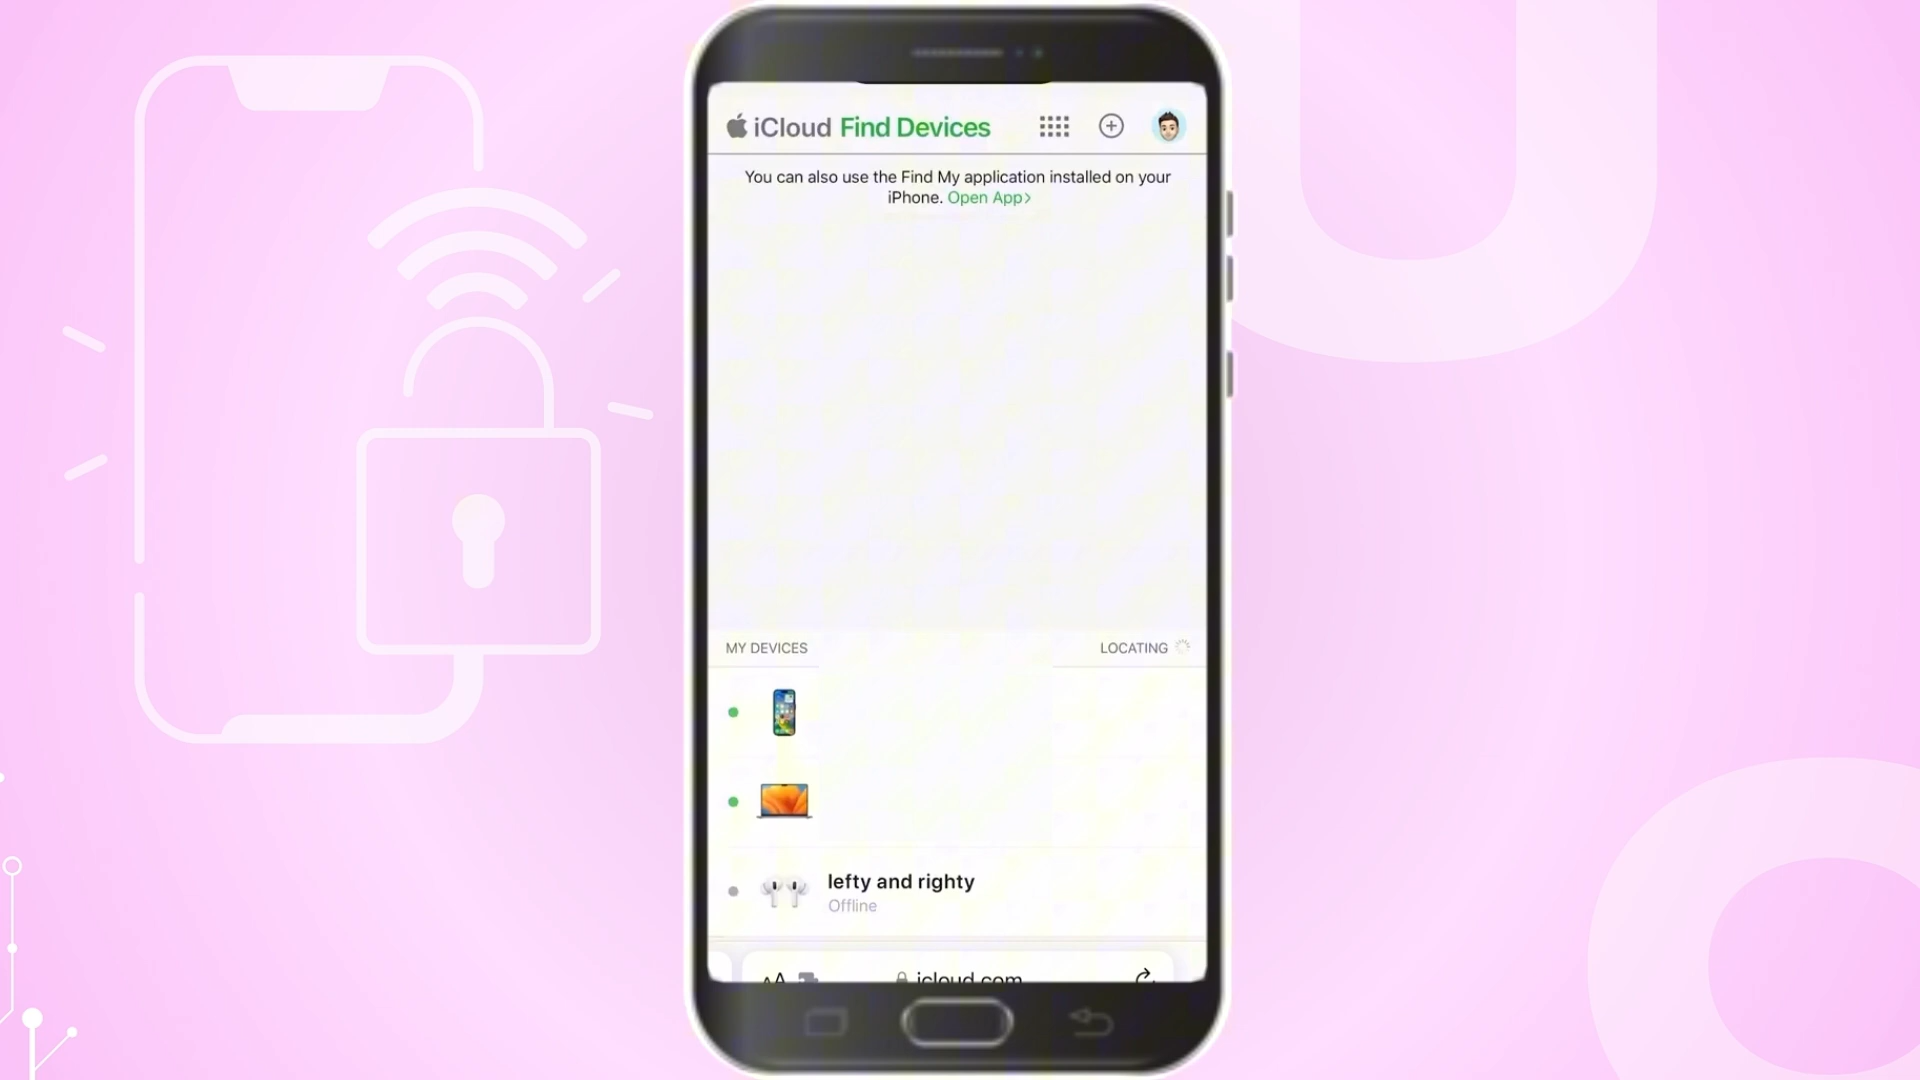 iCloud Find Devices
You can also use the Find My application installed on your
iPhone. Open App>
MY DEVICES
LOCATING
lefty and righty
Offline
AA
icloud.com